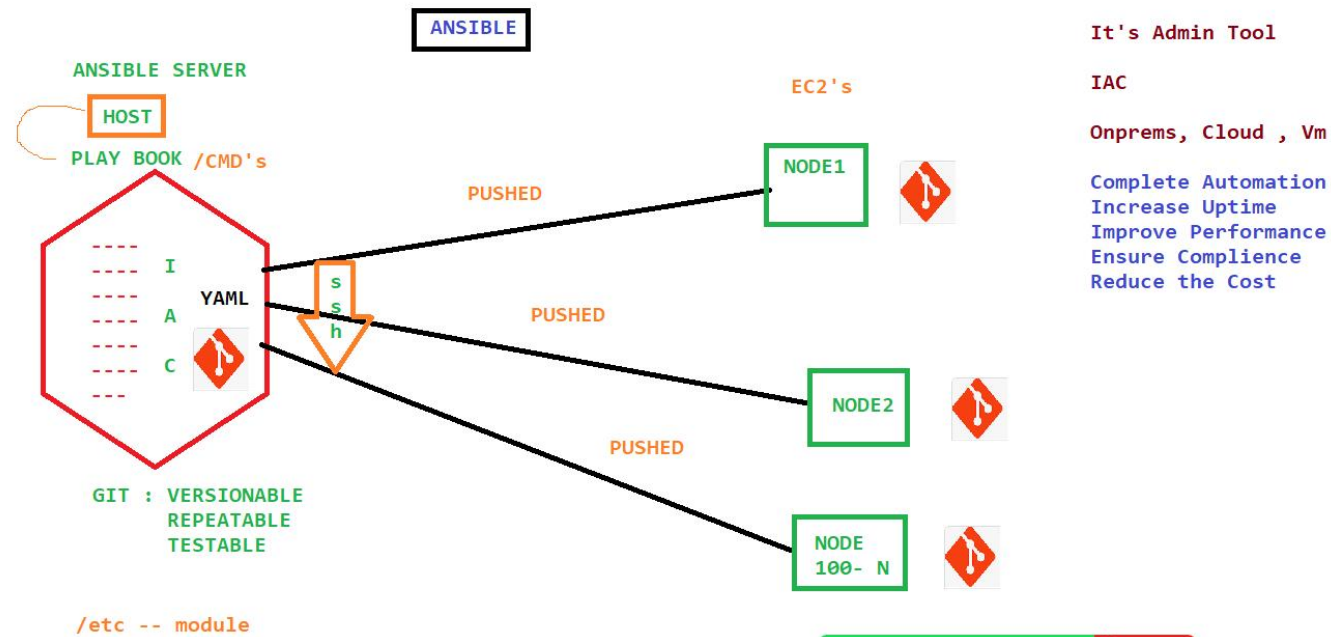 ANSIBLE
ANSIBLE SERVER
HOST
PLAY BOOK /CMD's
I
A
C
YAML
GIT : VERSIONABLE
REPEATABLE
TESTABLE
/etc -- module
s
s
h
PUSHED
PUSHED
PUSHED
EC2's
NODE1
NODE2
NODE
100- N
It's Admin Tool
IAC
Onprems, Cloud , Vm
Complete Automation
Increase Uptime
Improve Performance
Ensure Complience
Reduce the Cost